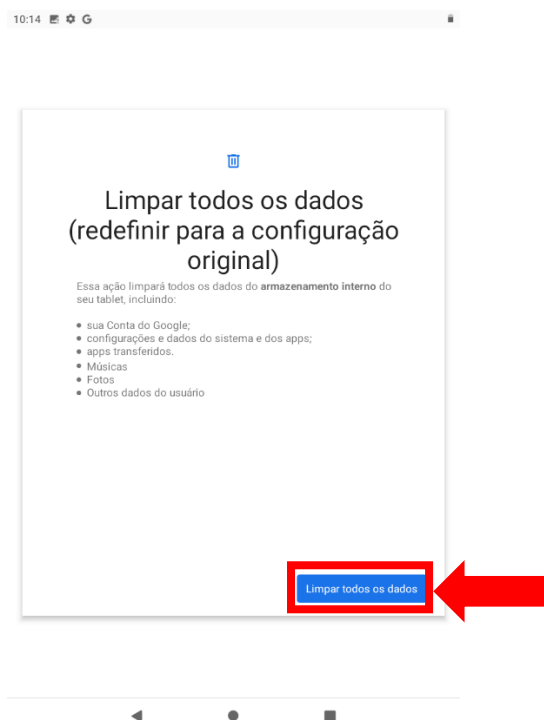 10:14 G
Limpar todos os dados
(redefinir para a configuração
original)
Essa ação limpará todos os dados do armazenamento interno do
seu tablet, incluindo:
• sua Conta do Google;
• configurações e dados do sistema e dos apps;
• apps transferidos.
• Músicas
• Fotos
• Outros dados do usuário
Limpar todos os dados